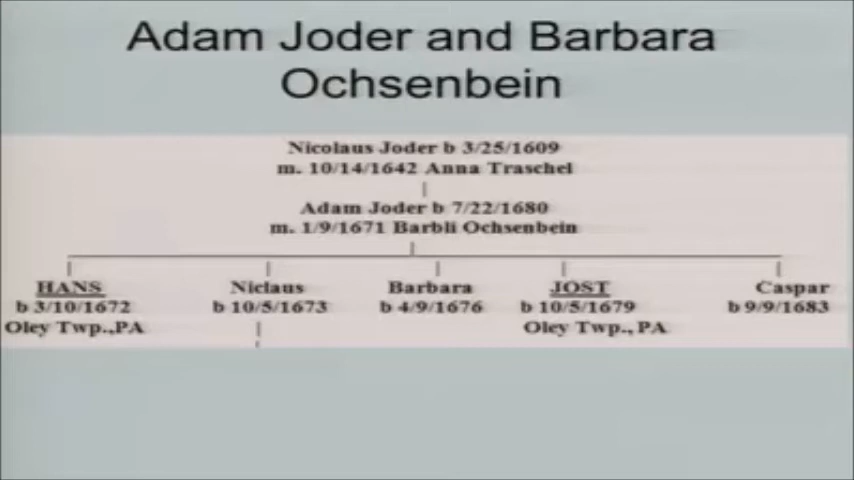 Adam Joder and Barbara
Ochsenbein
Nicolaus Joder b 3/25/1609
m. 10/14/1642 Anna Traschel
Adam Joder b 7/22/1680
m. 1/9/1671 Barbli Ochsenbein
HANS Niclaus Barbara JOST Caspar
b 3/10/1672 b 10/5/1673 b 4/9/1676 b 10/5/1679 b 9/9/1683
Oley Twp.,PA Oley Twp., PA